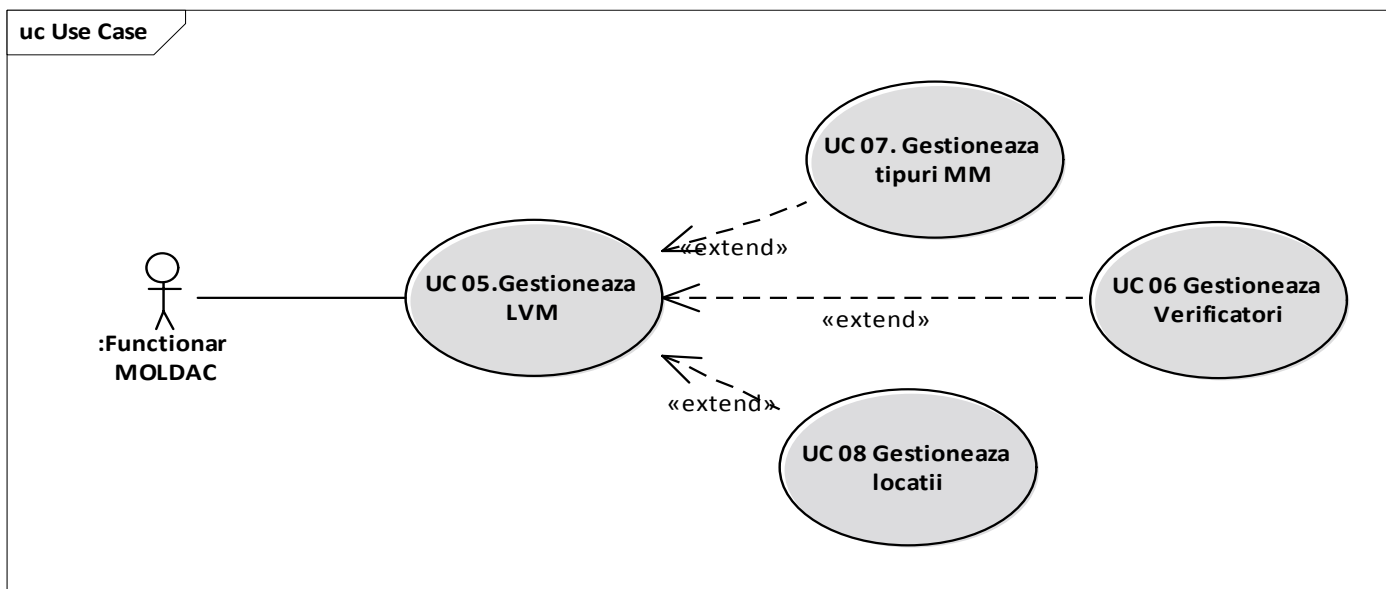 uc Use Case
UC 07. Gestioneaza
tipuri MM
«extend»
UC 05.Gestioneaza
LVM
UC 06 Gestioneaza
Verificatori
«extend»
:Functionar
MOLDAC
«extend»
UC 08 Gestioneaza
locatii